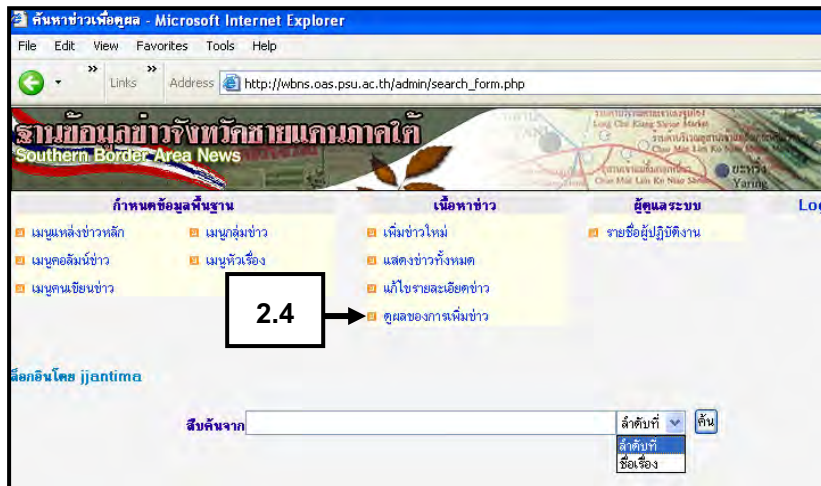 ค้นหาข่าวเพื่อดูผล - Microsoft Internet Explorer
File Edit View Favorites Tools Help
» Links » Address http://wbns.oas.psu.ac.th/admin/search_form.php
ฐานข้อมูลข่าวจังหวัดชายแดนภาคใต้
Southern Border Area News
ยะหริ่ง
Yaring
กำหนดข้อมูลพื้นฐาน เนื้อหาข่าว ผู้ดูแลระบบ Log
เมนูแหล่งข่าวหลัก เมนูกลุ่มข่าว เพิ่มข่าวใหม่ รายชื่อผู้ปฏิบัติงาน
เมนูคอลัมน์ข่าว เมนูหัวเรื่อง แสดงข่าวทั้งหมด
เมนูคนเขียนข่าว แก้ไขรายละเอียดข่าว
2.4 ดูผลของการเพิ่มข่าว
ล็อกอินโดย jjantima
สืบค้นจาก ลำดับที่ ค้น
ลำดับที่
ชื่อเรื่อง